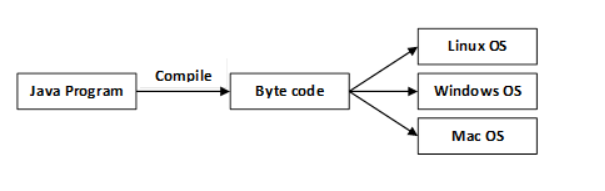 Java Program
Compile
Byte code
Linux OS
Windows OS
Mac OS